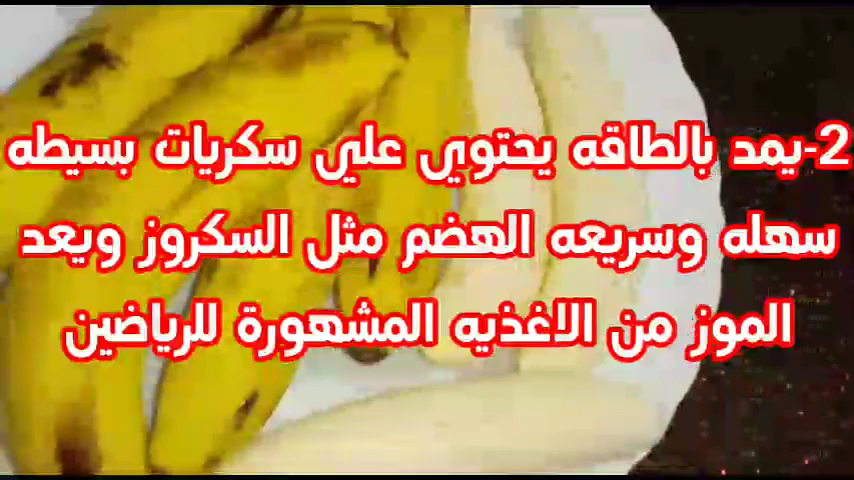 2-يمد بالطاقه يحتوي علي سكريات بسيطه
سهله وسريعه الهضم مثل السكروز ويعد
الموز من الاغذيه المشهورة للرياضين